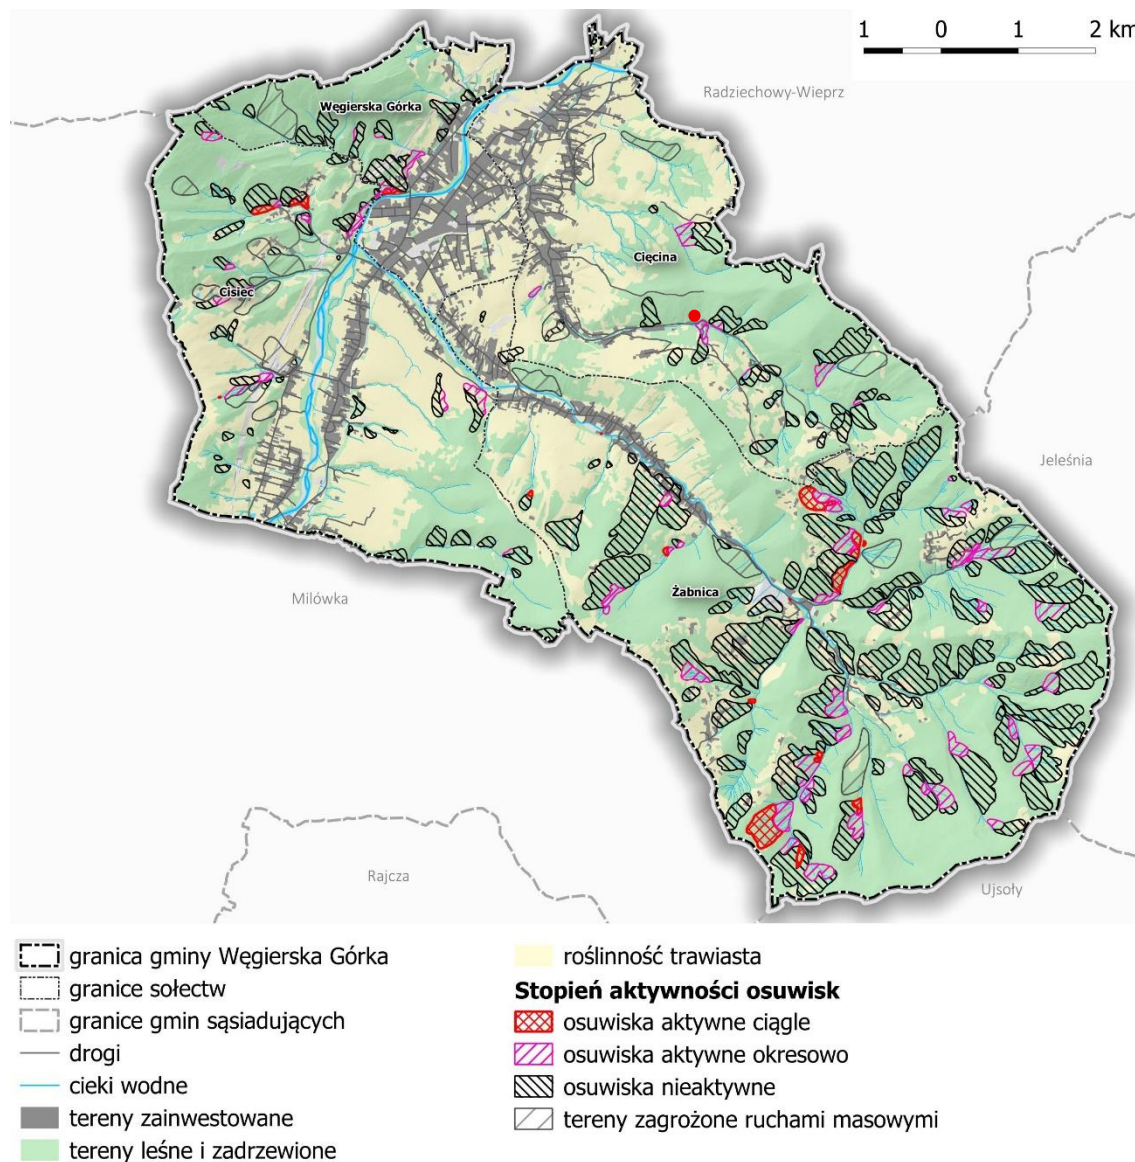 1 0 1 2 km
Radziechowy-Wieprz
Węgierska Górka
Cięcina
Cisiec
Jeleśnia
Milówka
Żabnica
Rajcza
Ujsoły
granica gminy Węgierska Górka
granice sołectw
granice gmin sąsiadujących
drogi
cieki wodne
tereny zainwestowane
tereny leśne i zadrzewione
roślinność trawiasta
Stopień aktywności osuwisk
osuwiska aktywne ciągle
osuwiska aktywne okresowo
osuwiska nieaktywne
tereny zagrożone ruchami masowymi